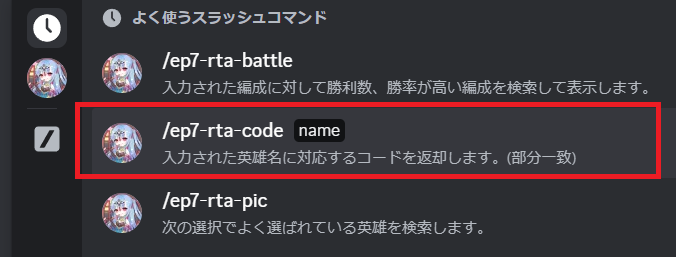 よく使うスラッシュコマンド
/ep7-rta-battle
入力された編成に対して勝利数、勝率が高い編成を検索して表示します。
/ep7-rta-code name
入力された英雄名に対応するコードを返却します。(部分一致)
/ep7-rta-pic
次の選択でよく選ばれている英雄を検索します。